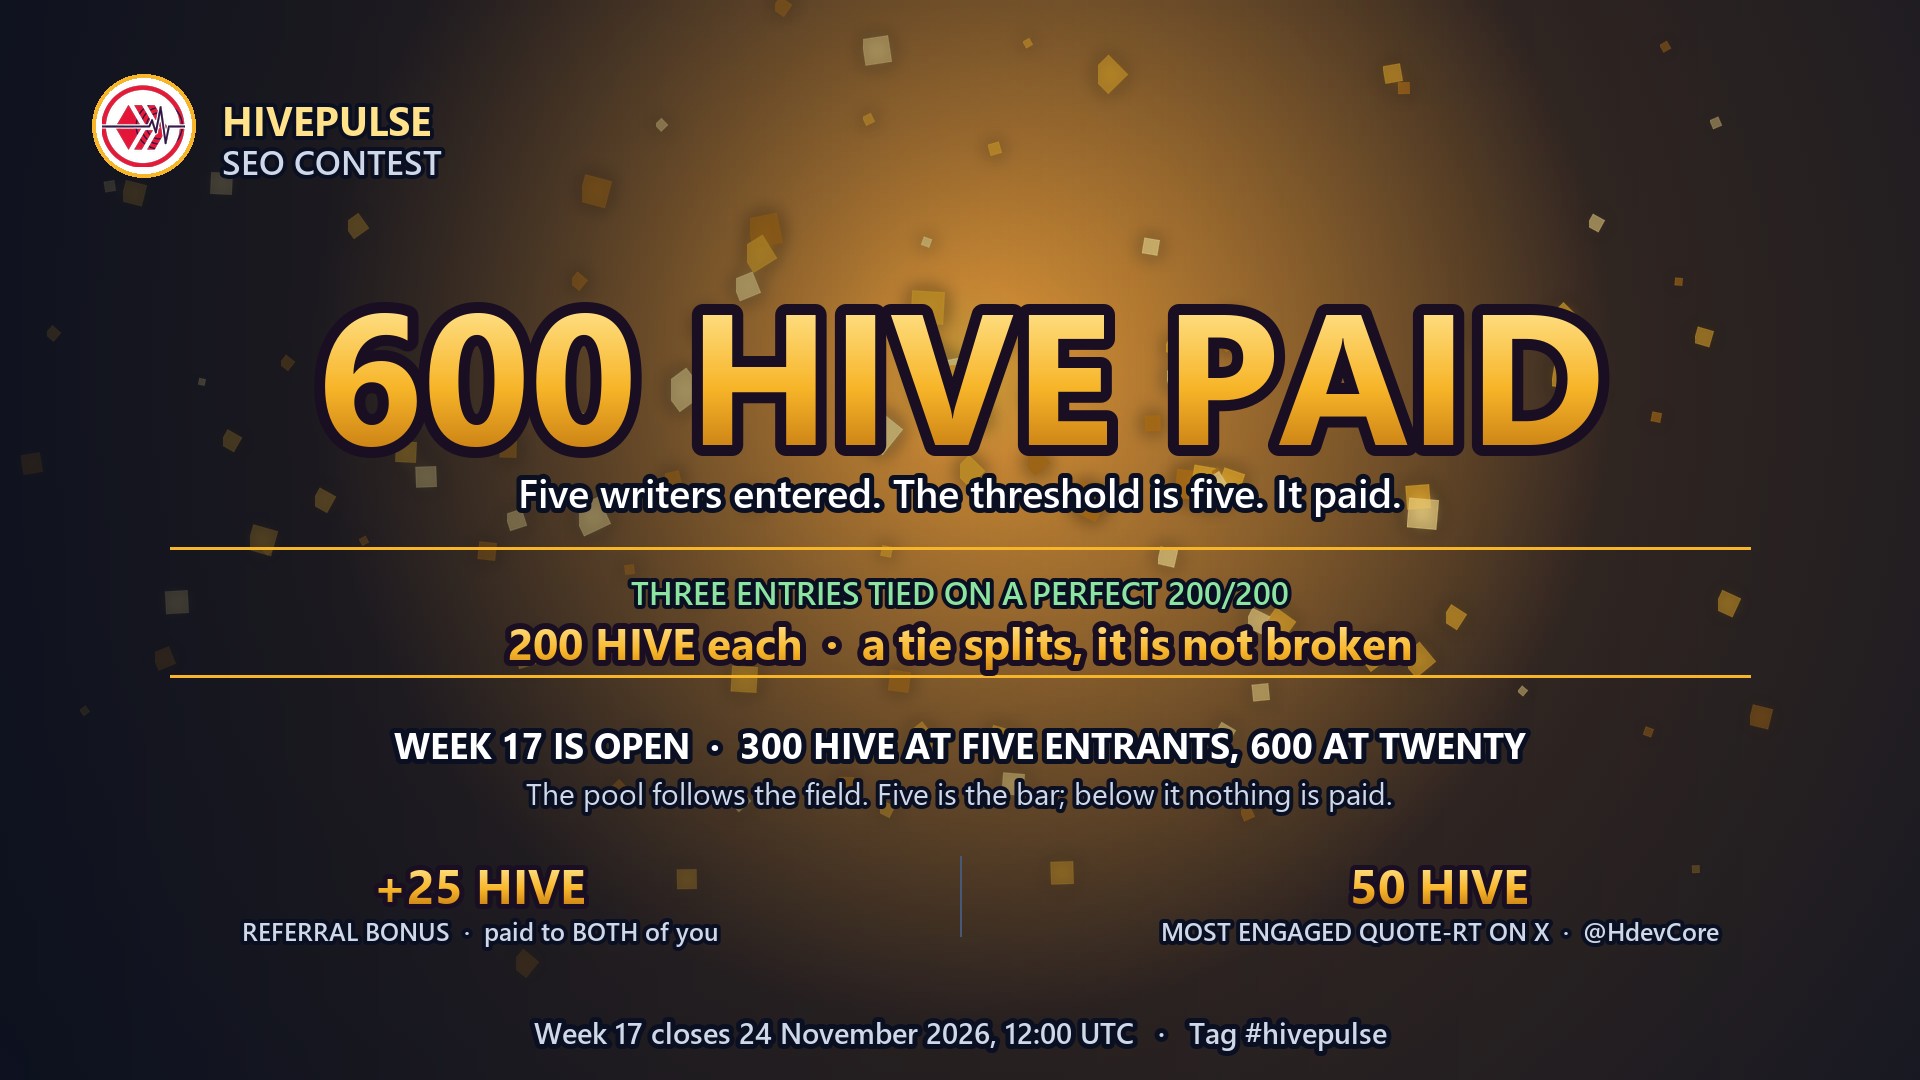 HIVEPULSE
SEO CONTEST
600 HIVE PAID
Five writers entered. The threshold is five. It paid.
THREE ENTRIES TIED ON A PERFECT 200/200
200 HIVE each · a tie splits, it is not broken
WEEK 17 IS OPEN · 300 HIVE AT FIVE ENTRANTS, 600 AT TWENTY
The pool follows the field. Five is the bar; below it nothing is paid.
+25 HIVE
REFERRAL BONUS · paid to BOTH of you
50 HIVE
MOST ENGAGED QUOTE-RT ON X · @HdevCore
Week 17 closes 24 November 2026, 12:00 UTC · Tag #hivepulse